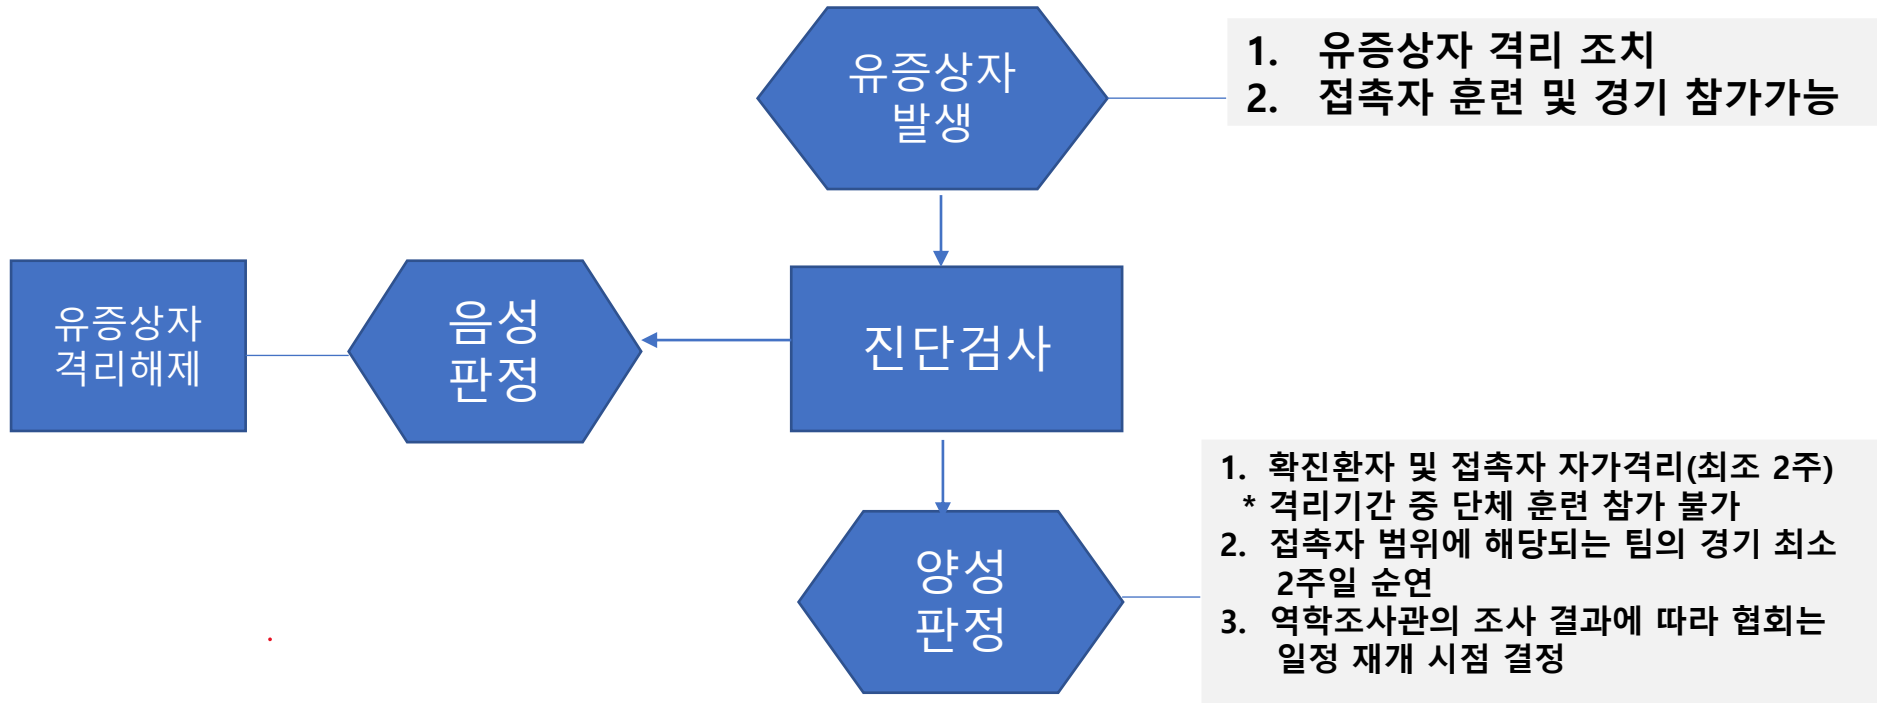 유증상자
발생
1. 유증상자 격리 조치
2. 접촉자 훈련 및 경기 참가가능
유증상자
격리해제
음성
판정
진단검사
양성
판정
1. 확진환자 및 접촉자 자가격리(최조 2주)
* 격리기간 중 단체 훈련 참가 불가
2. 접촉자 범위에 해당되는 팀의 경기 최소
2주일 순연
3. 역학조사관의 조사 결과에 따라 협회는
일정 재개 시점 결정